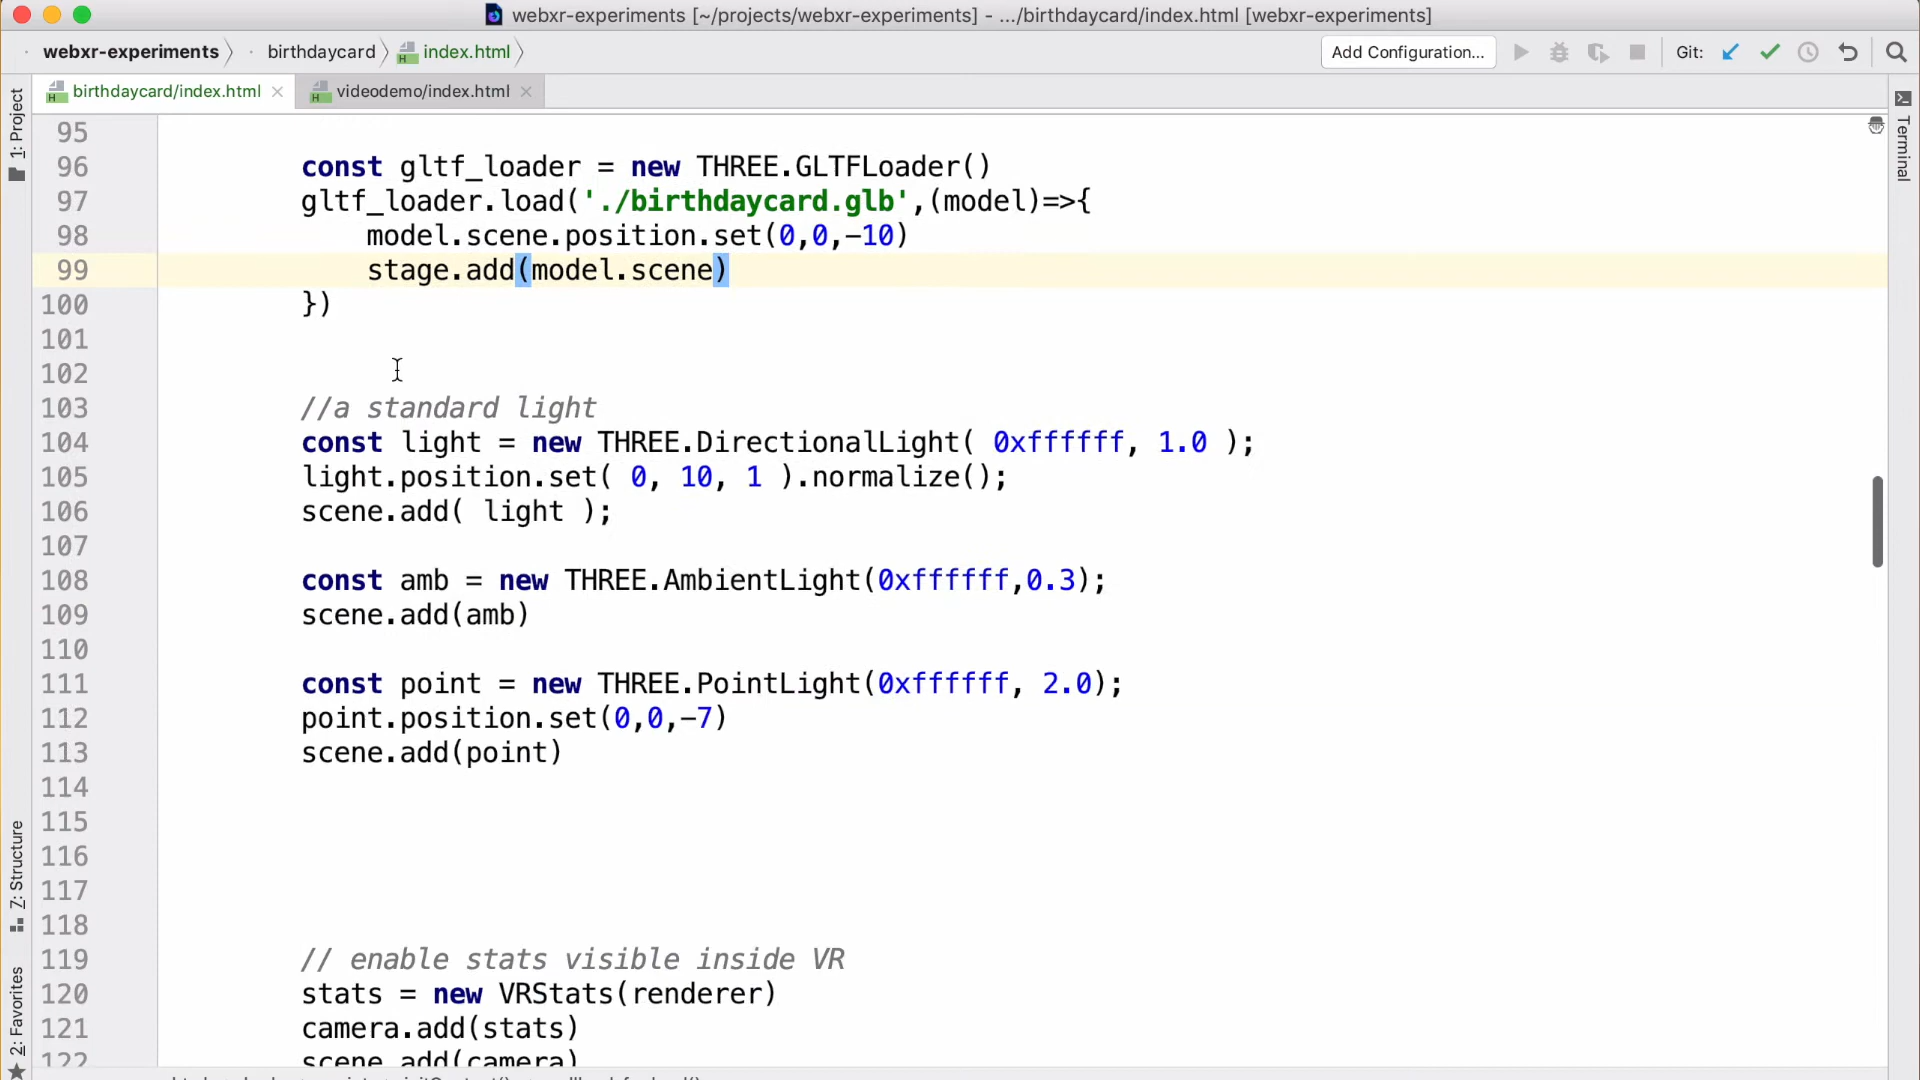 webxr-experiments [~/projects/webxr-experiments] - .../birthdaycard/index.html [webxr-experiments]
webxr-experiments birthdaycard index.html Add Configuration... Git:
birthdaycard/index.html videodemo/index.html
1: Project
Terminal
7: Structure
2: Favorites
95
96 const gltf_loader = new THREE.GLTFLoader()
97 gltf_loader.load('./birthdaycard.glb',(model)=>{
98 model.scene.position.set(0,0,-10)
99 stage.add(model.scene)
100 })
101
102
103 //a standard light
104 const light = new THREE.DirectionalLight( 0xffffff, 1.0 );
105 light.position.set( 0, 10, 1 ).normalize();
106 scene.add( light );
107
108 const amb = new THREE.AmbientLight(0xffffff,0.3);
109 scene.add(amb)
110
111 const point = new THREE.PointLight(0xffffff, 2.0);
112 point.position.set(0,0,-7)
113 scene.add(point)
114
115
116
117
118
119 // enable stats visible inside VR
120 stats = new VRStats(renderer)
121 camera.add(stats)
122 scene.add(camera)